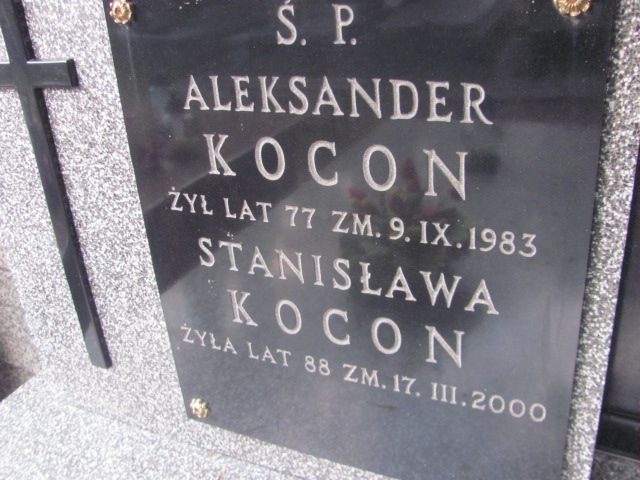 Ś. P.
ALEKSANDER
KOCON
ŻYŁ LAT 77 ZM. 9. IX. 1983
STANISŁAWA
KOCON
ŻYŁA LAT 88 ZM. 17. III. 2000